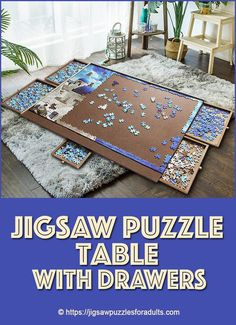 JIGSAW PUZZLE
TABLE
WITH DRAWERS
© https://jigsawpuzzlesforadults.com